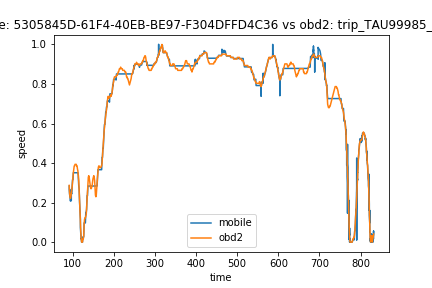 e: 5305845D-61F4-40EB-BE97-F304DFFD4C36 vs obd2: trip_TAU99985_
1.0
0.8
0.6
0.4
0.2
0.0
speed
mobile
obd2
100 200 300 400 500 600 700 800
time